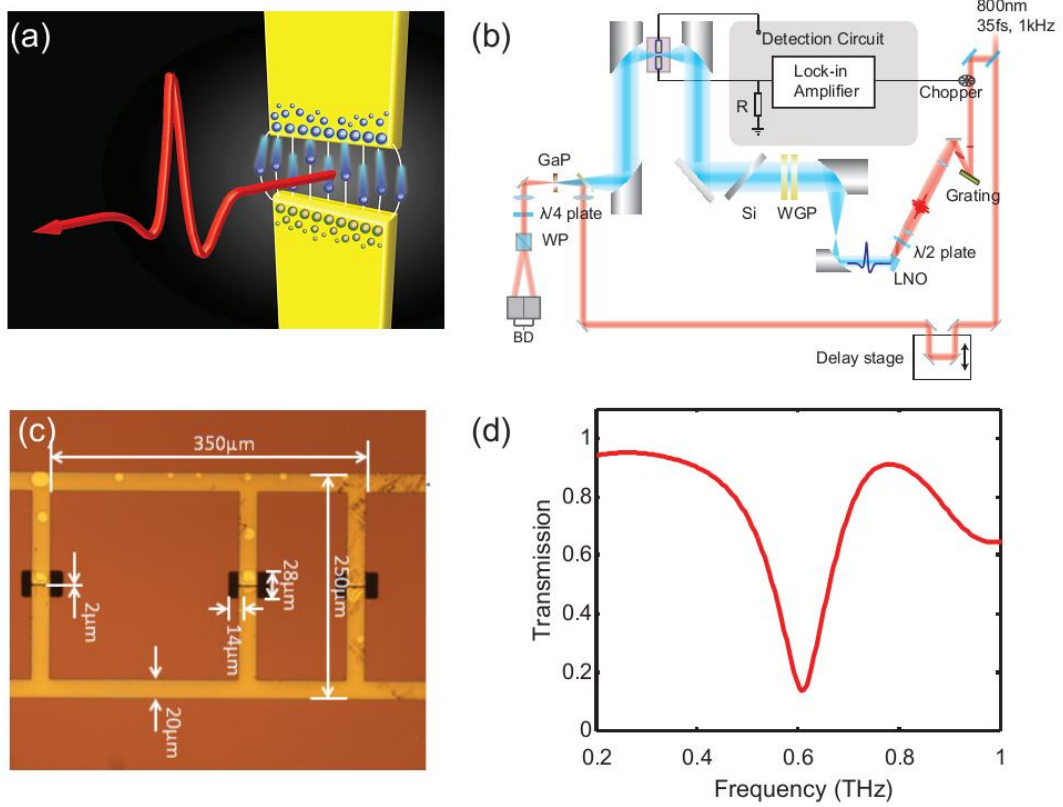 (a)
(b)
800nm
35fs, 1kHz
Detection Circuit
Lock-in
Amplifier
R
Chopper
GaP
Grating
λ/4 plate
Si
WGP
WP
λ/2 plate
LNO
BD
Delay stage
(c)
350μm
250μm
28μm
2μm
14μm
20μm
(d)
1
0.8
0.6
0.4
0.2
0
Transmission
0.2
0.4
0.6
0.8
1
Frequency (THz)